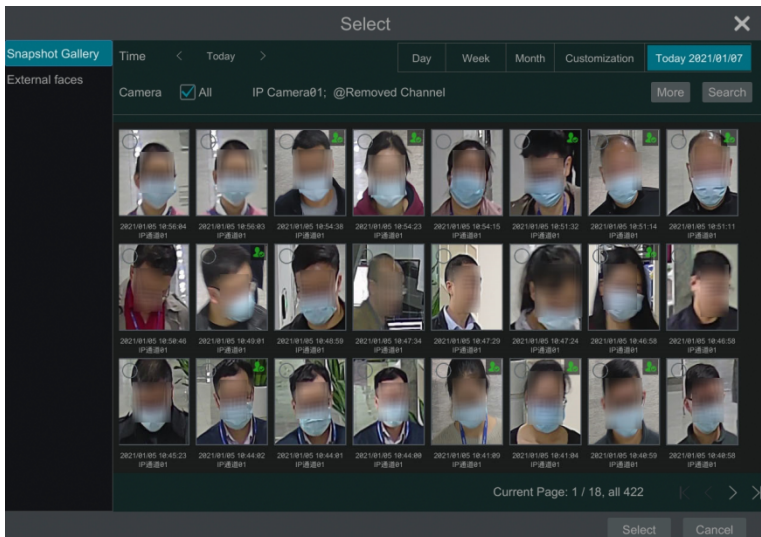 Select
Snapshot Gallery
External faces
Time < Today >
Day Week Month Customization Today 2021/01/07
Camera All IP Camera01; @Removed Channel
More Search
2021/01/05 10:56:04 2021/01/05 10:56:03 2021/01/05 10:54:38 2021/01/05 10:54:23 2021/01/05 10:54:15 2021/01/05 10:51:32 2021/01/05 10:51:14 2021/01/05 10:51:11
IP通道01 IP通道01 IP通道01 IP通道01 IP通道01 IP通道01 IP通道01 IP通道01
2021/01/05 10:50:46 2021/01/05 10:49:01 2021/01/05 10:48:59 2021/01/05 10:47:34 2021/01/05 10:47:29 2021/01/05 10:47:24 2021/01/05 10:46:58 2021/01/05 10:46:58
IP通道01 IP通道01 IP通道01 IP通道01 IP通道01 IP通道01 IP通道01 IP通道01
2021/01/05 10:45:23 2021/01/05 10:44:02 2021/01/05 10:44:01 2021/01/05 10:44:00 2021/01/05 10:41:09 2021/01/05 10:41:04 2021/01/05 10:40:59 2021/01/05 10:40:58
IP通道01 IP通道01 IP通道01 IP通道01 IP通道01 IP通道01 IP通道01 IP通道01
Current Page: 1 / 18, all 422
Select Cancel